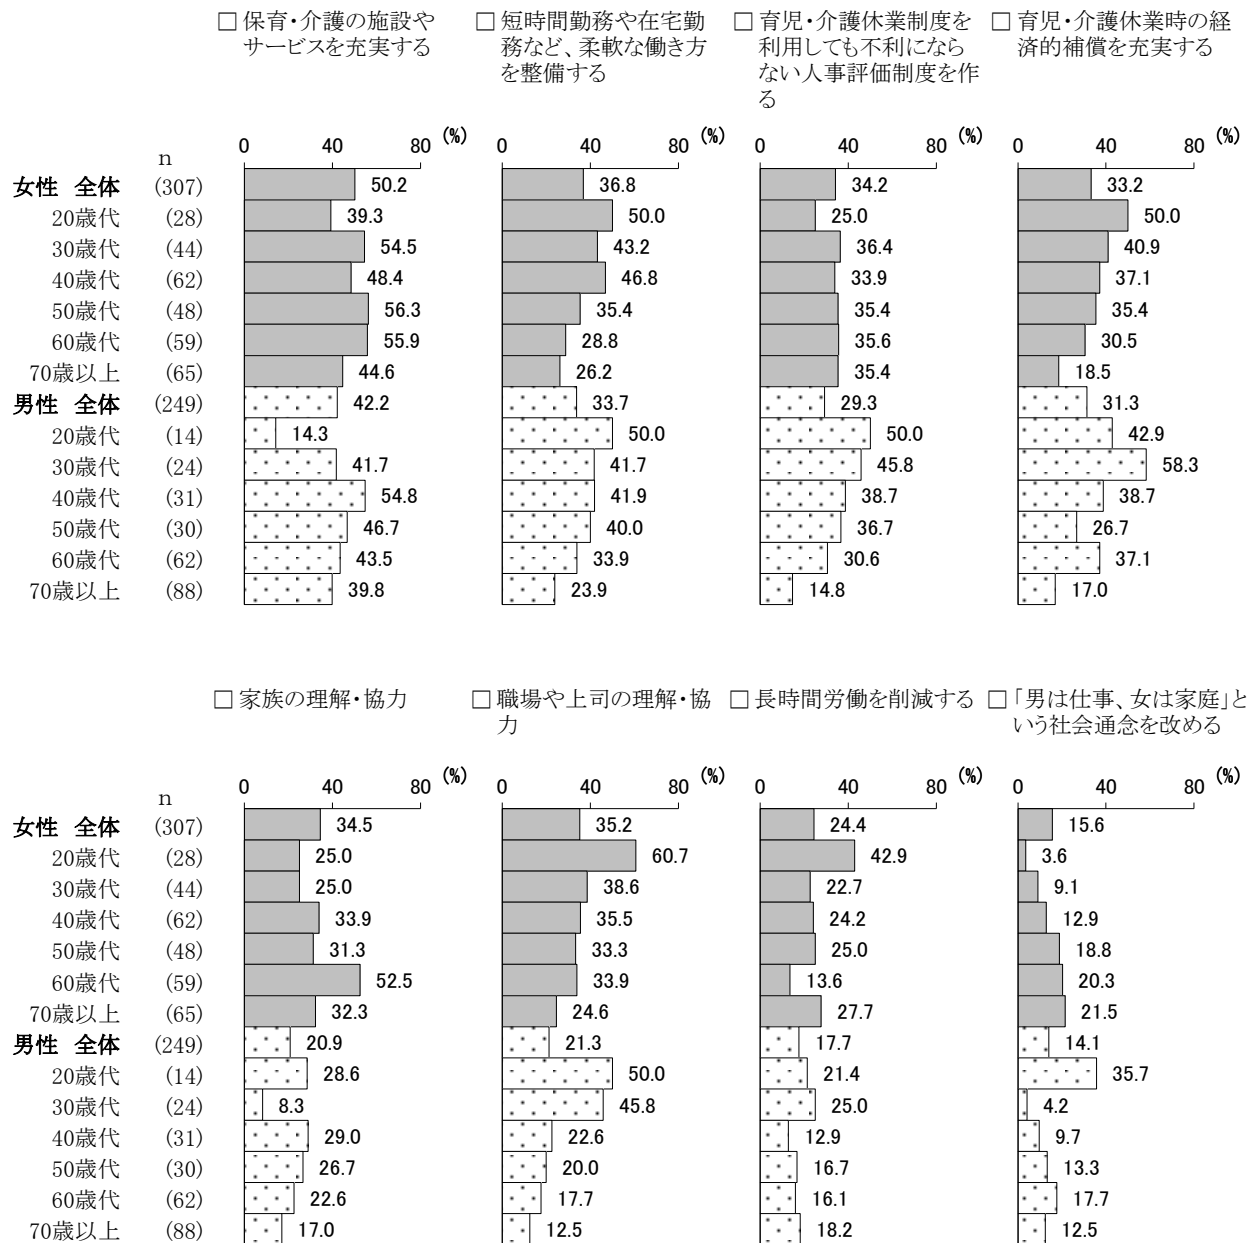 □ 保育・介護の施設や
サービスを充実する
□ 短時間勤務や在宅勤
務など、柔軟な働き方
を整備する
□ 育児・介護休業制度を
利用しても不利になら
ない人事評価制度を作
る
□ 育児・介護休業時の経
済的補償を充実する
0 40 80 (%) 0 40 80 (%) 0 40 80 (%) 0 40 80 (%)
n
女性 全体 (307) 50.2 36.8 34.2 33.2
20歳代 (28) 39.3 50.0 25.0 50.0
30歳代 (44) 54.5 43.2 36.4 40.9
40歳代 (62) 48.4 46.8 33.9 37.1
50歳代 (48) 56.3 35.4 35.4 35.4
60歳代 (59) 55.9 28.8 35.6 30.5
70歳以上 (65) 44.6 26.2 35.4 18.5
男性 全体 (249) 42.2 33.7 29.3 31.3
20歳代 (14) 14.3 50.0 50.0 42.9
30歳代 (24) 41.7 41.7 45.8 58.3
40歳代 (31) 54.8 41.9 38.7 38.7
50歳代 (30) 46.7 40.0 36.7 26.7
60歳代 (62) 43.5 33.9 30.6 37.1
70歳以上 (88) 39.8 23.9 14.8 17.0
□ 家族の理解・協力
□ 職場や上司の理解・協
力
□ 長時間労働を削減する
□ 「男は仕事、女は家庭」と
いう社会通念を改める
0 40 80 (%) 0 40 80 (%) 0 40 80 (%) 0 40 80 (%)
n
女性 全体 (307) 34.5 35.2 24.4 15.6
20歳代 (28) 25.0 60.7 42.9 3.6
30歳代 (44) 25.0 38.6 22.7 9.1
40歳代 (62) 33.9 35.5 24.2 12.9
50歳代 (48) 31.3 33.3 25.0 18.8
60歳代 (59) 52.5 33.9 13.6 20.3
70歳以上 (65) 32.3 24.6 27.7 21.5
男性 全体 (249) 20.9 21.3 17.7 14.1
20歳代 (14) 28.6 50.0 21.4 35.7
30歳代 (24) 8.3 45.8 25.0 4.2
40歳代 (31) 29.0 22.6 12.9 9.7
50歳代 (30) 26.7 20.0 16.7 13.3
60歳代 (62) 22.6 17.7 16.1 17.7
70歳以上 (88) 17.0 12.5 18.2 12.5